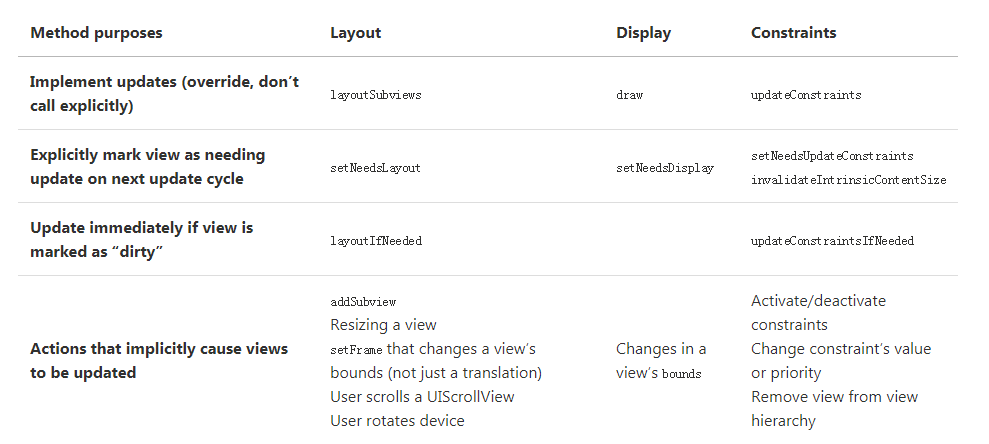 Method purposes Layout Display Constraints
Implement updates (override, don’t
call explicitly)
layoutSubviews
draw
updateConstraints
Explicitly mark view as needing
update on next update cycle
setNeedsLayout
setNeedsDisplay
setNeedsUpdateConstraints
invalidateIntrinsicContentSize
Update immediately if view is
marked as “dirty”
layoutIfNeeded
updateConstraintsIfNeeded
Actions that implicitly cause views
to be updated
addSubview
Resizing a view
setFrame that changes a view’s
bounds (not just a translation)
User scrolls a UIScrollView
User rotates device
Changes in a
view’s bounds
Activate/deactivate
constraints
Change constraint’s value
or priority
Remove view from view
hierarchy